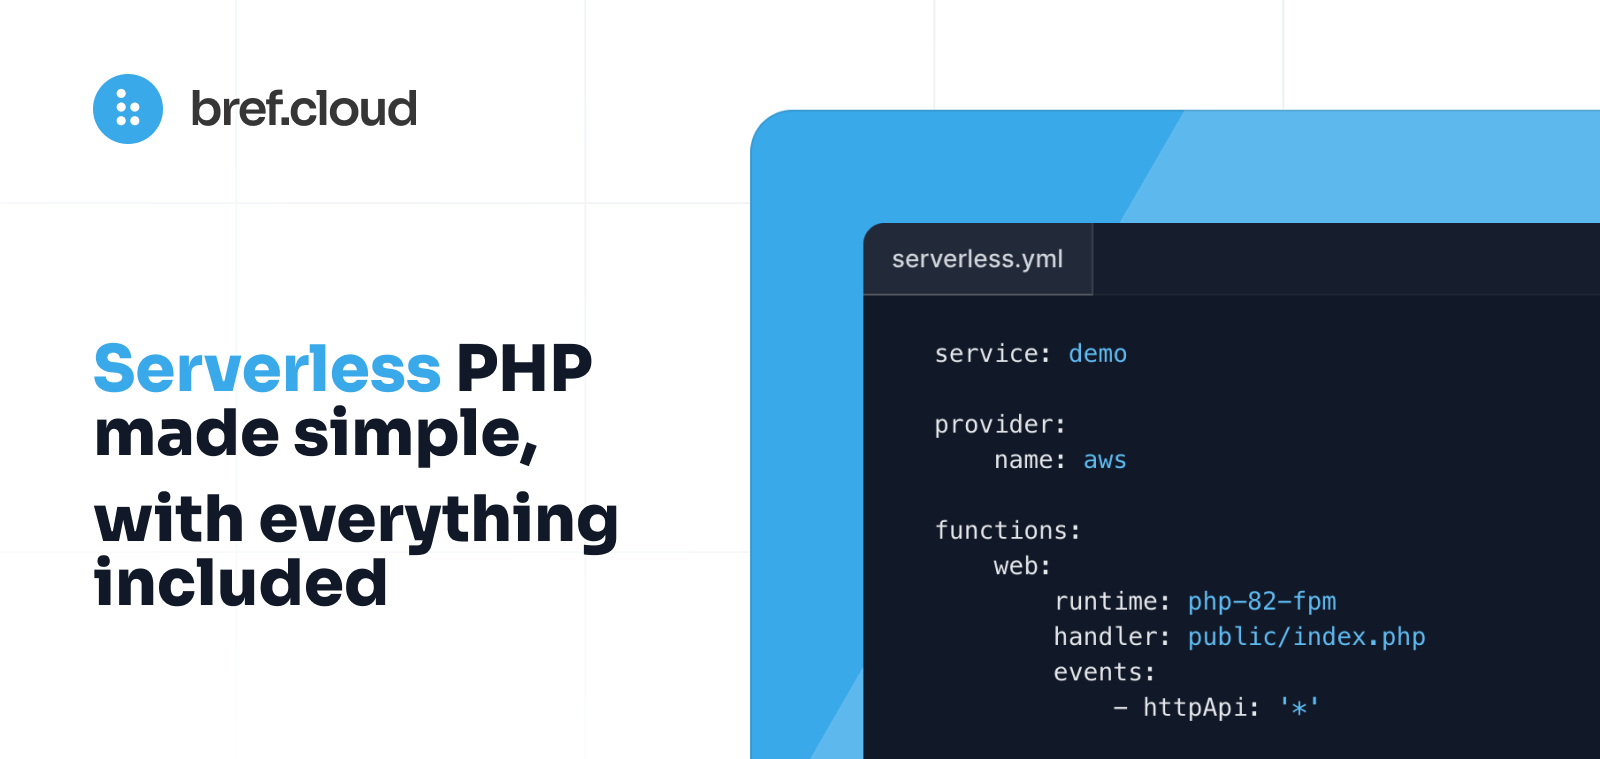 bref.cloud
Serverless PHP
made simple,
with everything
included
serverless.yml
service: demo
provider:
    name: aws
functions:
    web:
        runtime: php-82-fpm
        handler: public/index.php
        events:
            - httpApi: '*'